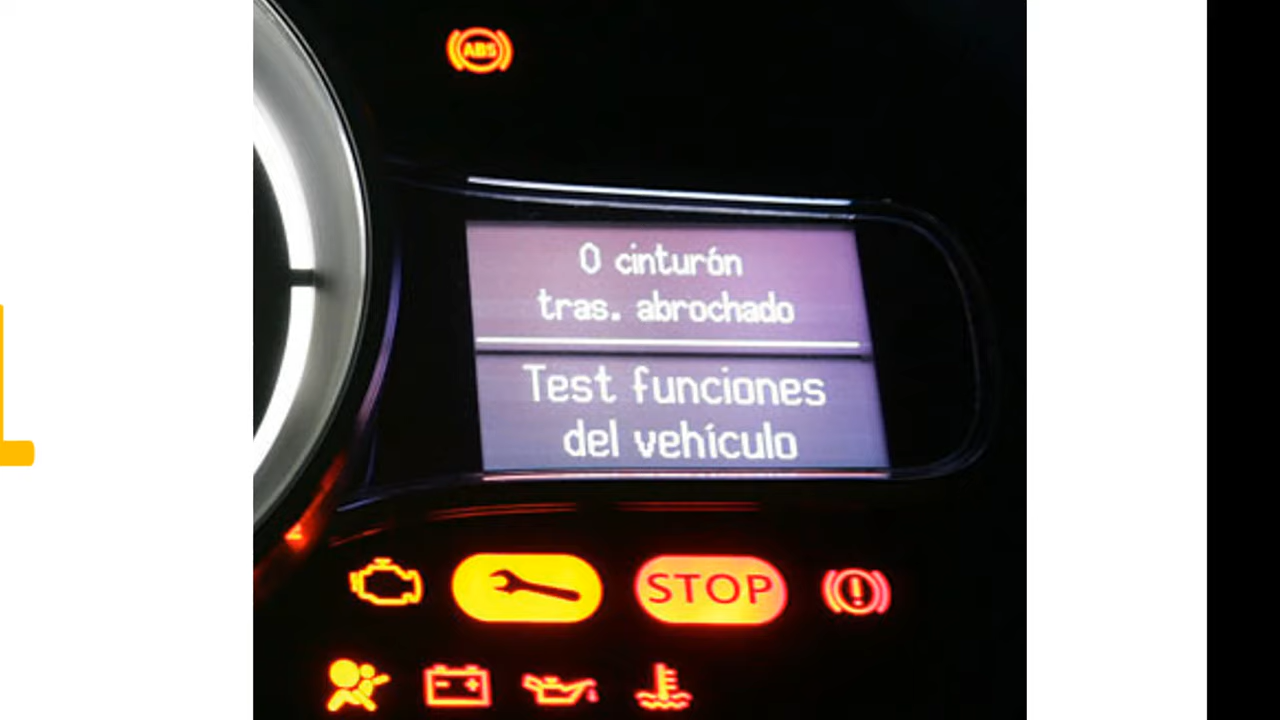 ABS
0 cinturón
tras. abrochado
Test funciones
del vehículo
STOP